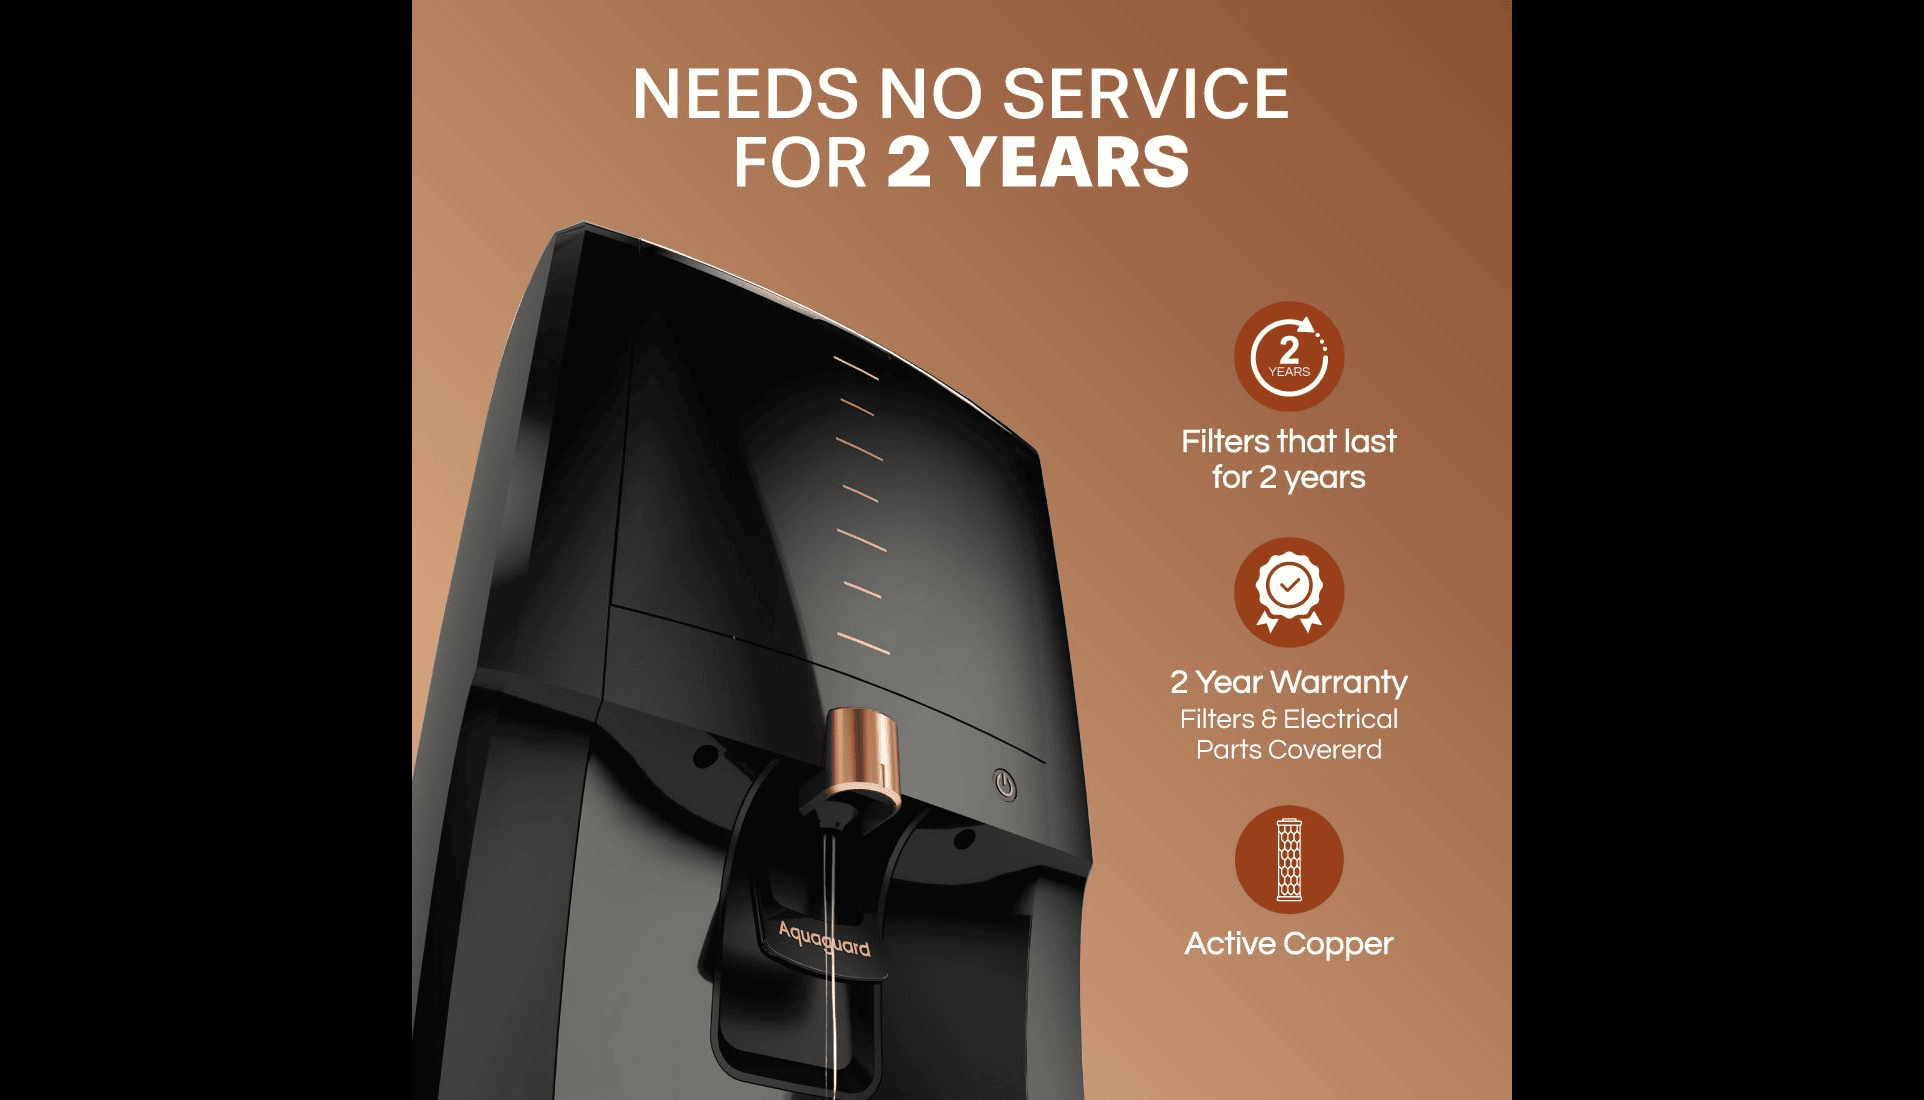 NEEDS NO SERVICE
FOR 2 YEARS
2
YEARS
Filters that last
for 2 years
2 Year Warranty
Filters & Electrical
Parts Covererd
Active Copper
Aquaguard